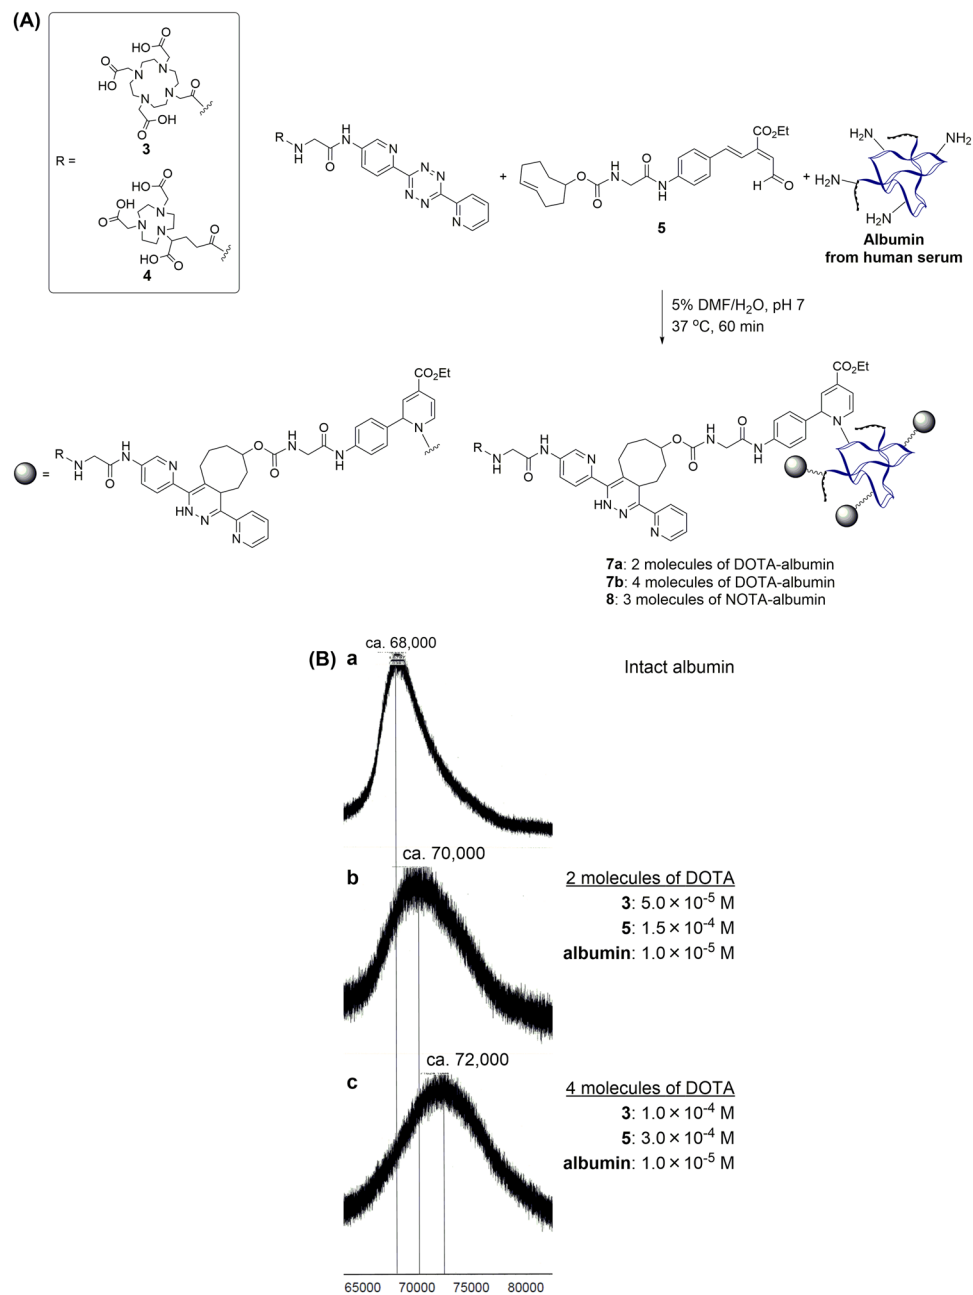 (A)
R =
3
4
HO
O
O
HO
N
N
N
N
O
O
OH
HO
O
OH
O
N
N
N
O
HO
O
R
N
H
O
H
N
N
N
N
N
N
N
+
O
O
H
N
O
N
H
CO2Et
H
O
5
+
H2N
NH2
H2N
H2N
Albumin
from human serum
5% DMF/H2O, pH 7
37 ºC, 60 min
=
R
N
H
O
H
N
N
HN
N
N
O
O
H
N
O
N
H
N
CO2Et
R
N
H
O
H
N
N
HN
N
N
O
O
H
N
O
N
H
N
CO2Et
7a: 2 molecules of DOTA-albumin
7b: 4 molecules of DOTA-albumin
8: 3 molecules of NOTA-albumin
(B)
a
ca. 68,000
Intact albumin
b
ca. 70,000
2 molecules of DOTA
3: 5.0 × 10-5 M
5: 1.5 × 10-4 M
albumin: 1.0 × 10-5 M
c
ca. 72,000
4 molecules of DOTA
3: 1.0 × 10-4 M
5: 3.0 × 10-4 M
albumin: 1.0 × 10-5 M
65000 70000 75000 80000